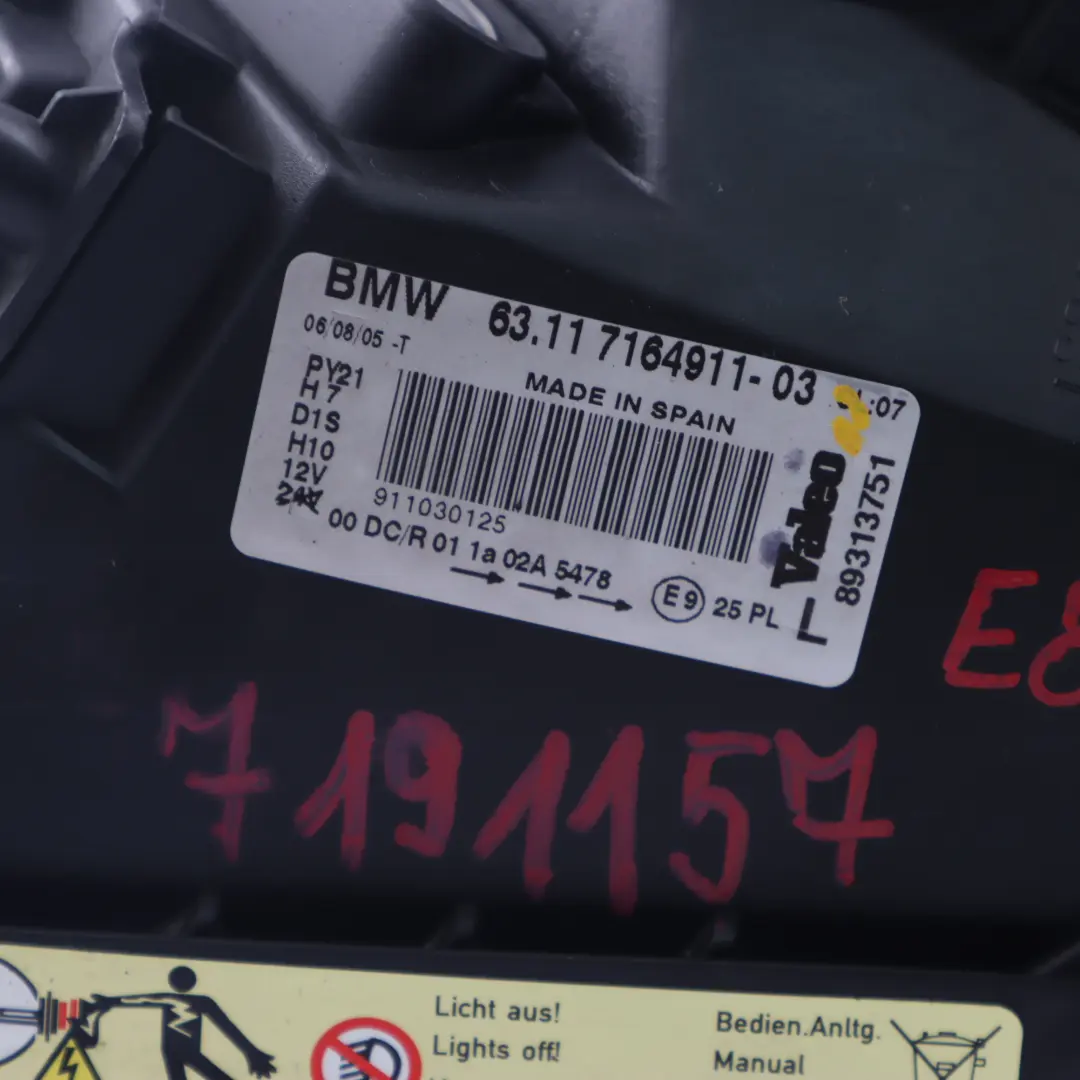 BMW 63.11 7164911-03
06/08/05 -T :07
MADE IN SPAIN
PY21
H7
D1S
H10
12V
24V
911030125
00 DC/R 01 1a 02A 5478
E9 25 PL
L
Valeo
89313751
7191157
Licht aus!
Lights off!
Bedien.Anltg.
Manual